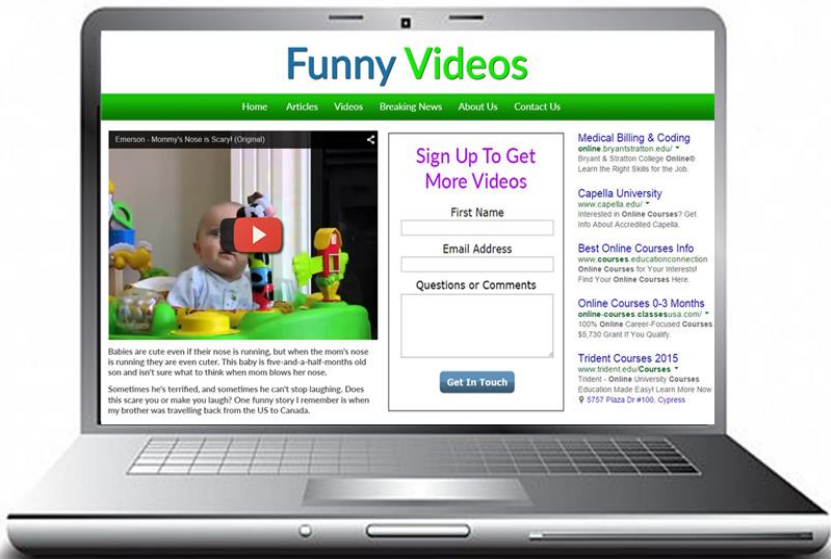 Funny Videos
Home Articles Videos Breaking News About Us Contact Us
Emerson - Mommy's Nose is Scary! (Original)
Babies are cute even if their nose is running, but when the mom's nose
is running they are even cuter. This baby is five-and-a-half-months old
son and isn't sure what to think when mom blows her nose.
Sometimes he's terrified, and sometimes he can't stop laughing. Does
this scare you or make you laugh? One funny story I remember is when
my brother was travelling back from the US to Canada.
Sign Up To Get
More Videos
First Name
Email Address
Questions or Comments
Get In Touch
Medical Billing & Coding
online.bryantstratton.edu/
Bryant & Stratton College Online®
Learn the Right Skills for the Job.
Capella University
www.capella.edu/
Interested in Online Courses? Get
Info About Accredited Capella.
Best Online Courses Info
www.courses.educationconnection
Online Courses for Your Interests!
Find Your Online Courses Here.
Online Courses 0-3 Months
online-courses.classesusa.com/
100% Online Career-Focused Courses.
$5,730 Grant If You Qualify.
Trident Courses 2015
www.trident.edu/Courses
Trident - Online University Courses
Education Made Easy! Learn More Now
5757 Plaza Dr #100, Cypress